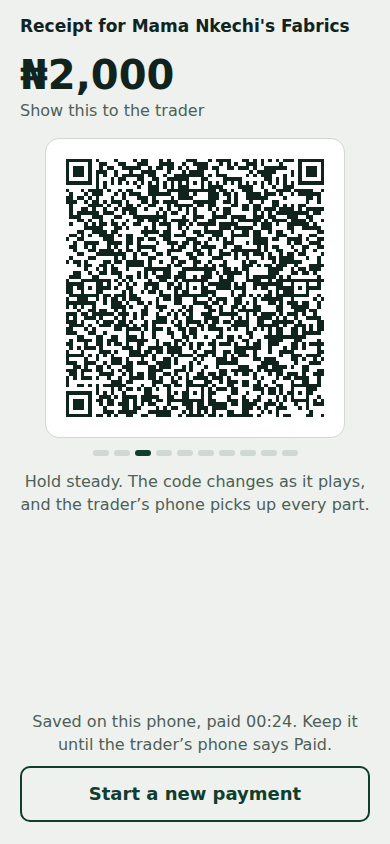 Receipt for Mama Nkechi's Fabrics
₦2,000
Show this to the trader
Hold steady. The code changes as it plays,
and the trader’s phone picks up every part.
Saved on this phone, paid 00:24. Keep it
until the trader’s phone says Paid.
Start a new payment